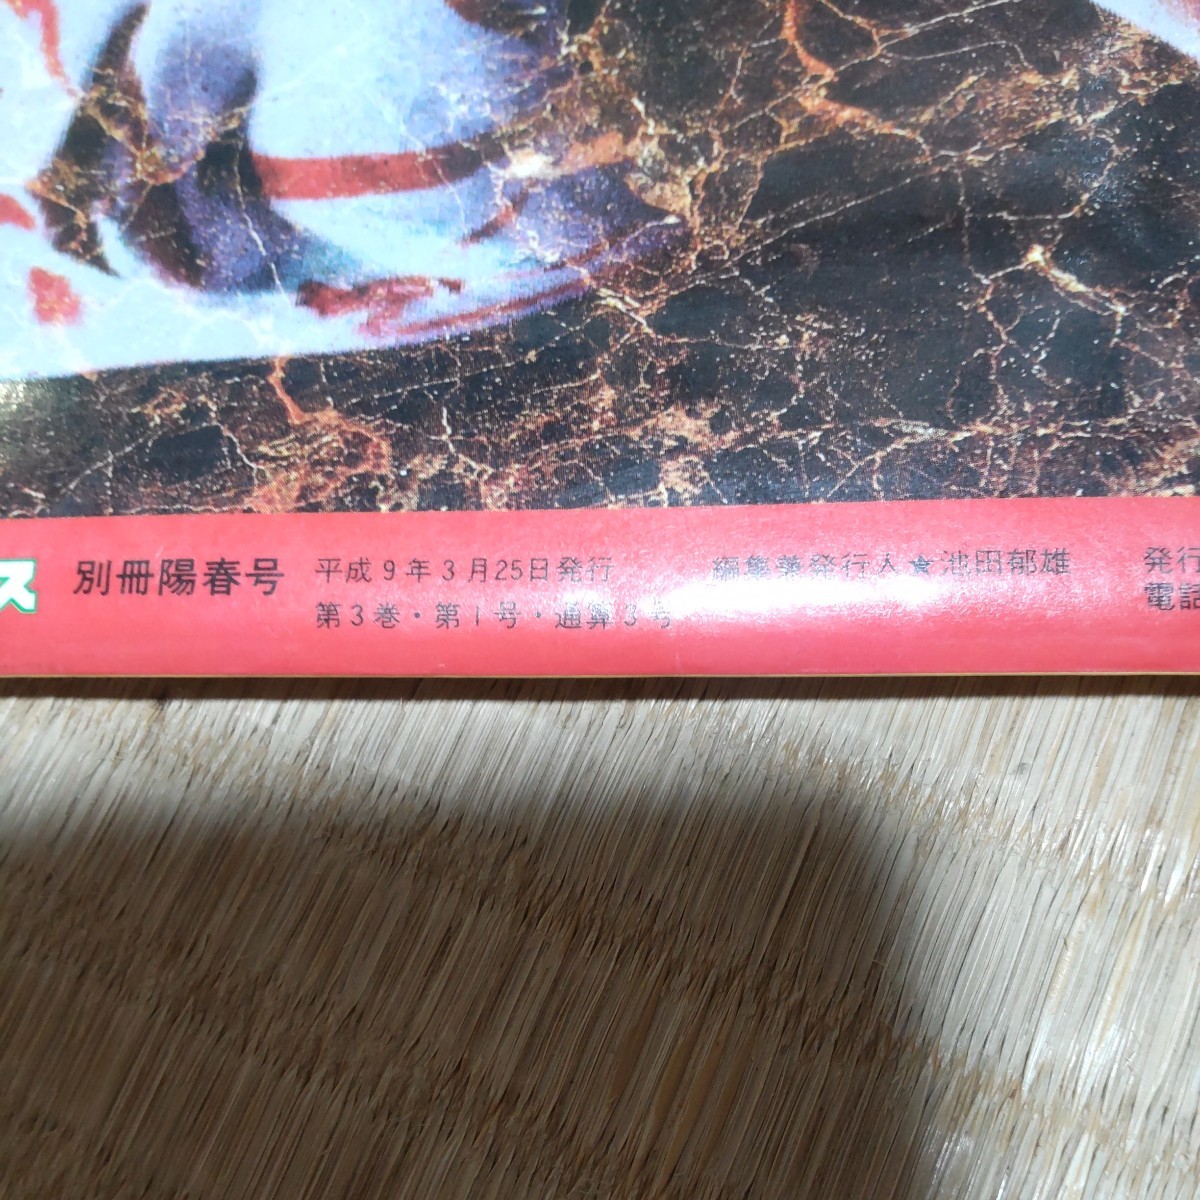 ス 別冊陽春号 平成9年3月25日発行 編集兼発行人★池田郁雄 発行
第3巻・第1号・通算3号 電話